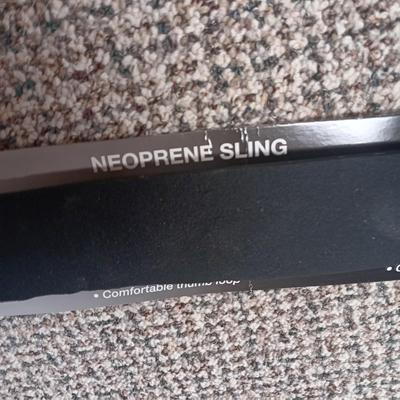 NEOPRENE SLING
• Comfortable thumb loop
•